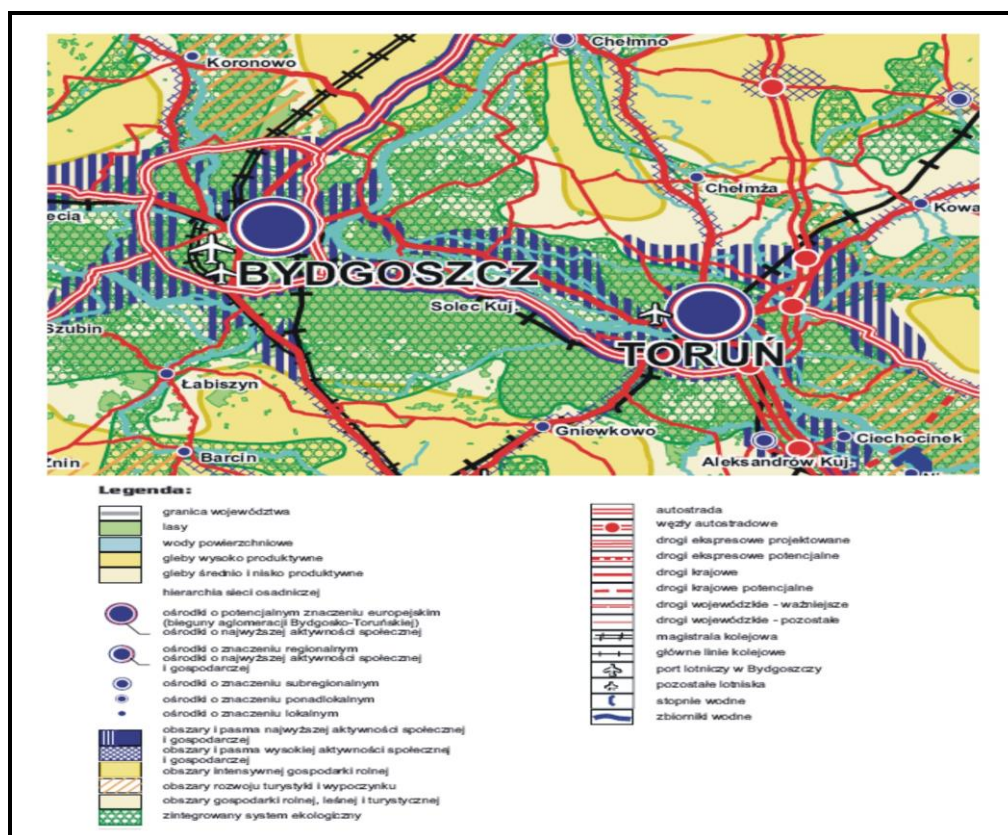 Koronowo
Chełmno
Chełmża
ecią
Kowa
BYDGOSZCZ
Solec Kuj.
Szubin
TORUŃ
Łabiszyn
Gniewkowo
Ciechocinek
Barcin
Aleksandrów Kuj.
Żnin
Ni
Legenda:
granica województwa
lasy
wody powierzchniowe
gleby wysoko produktywne
gleby średnio i nisko produktywne
hierarchia sieci osadniczej
ośrodki o potencjalnym znaczeniu europejskim
(bieguny aglomeracji Bydgosko-Toruńskiej)
ośrodki o najwyższej aktywności społecznej
ośrodki o znaczeniu regionalnym
ośrodki o najwyższej aktywności społecznej
i gospodarczej
ośrodki o znaczeniu subregionalnym
ośrodki o znaczeniu ponadlokalnym
ośrodki o znaczeniu lokalnym
obszary i pasma najwyższej aktywności społecznej
i gospodarczej
obszary i pasma wysokiej aktywności społecznej
i gospodarczej
obszary intensywnej gospodarki rolnej
obszary rozwoju turystyki i wypoczynku
obszary gospodarki rolnej, leśnej i turystycznej
zintegrowany system ekologiczny
autostrada
węzły autostradowe
drogi ekspresowe projektowane
drogi ekspresowe potencjalne
drogi krajowe
drogi krajowe potencjalne
drogi wojewódzkie - ważniejsze
drogi wojewódzkie - pozostałe
magistrala kolejowa
główne linie kolejowe
port lotniczy w Bydgoszczy
pozostałe lotniska
stopnie wodne
zbiorniki wodne